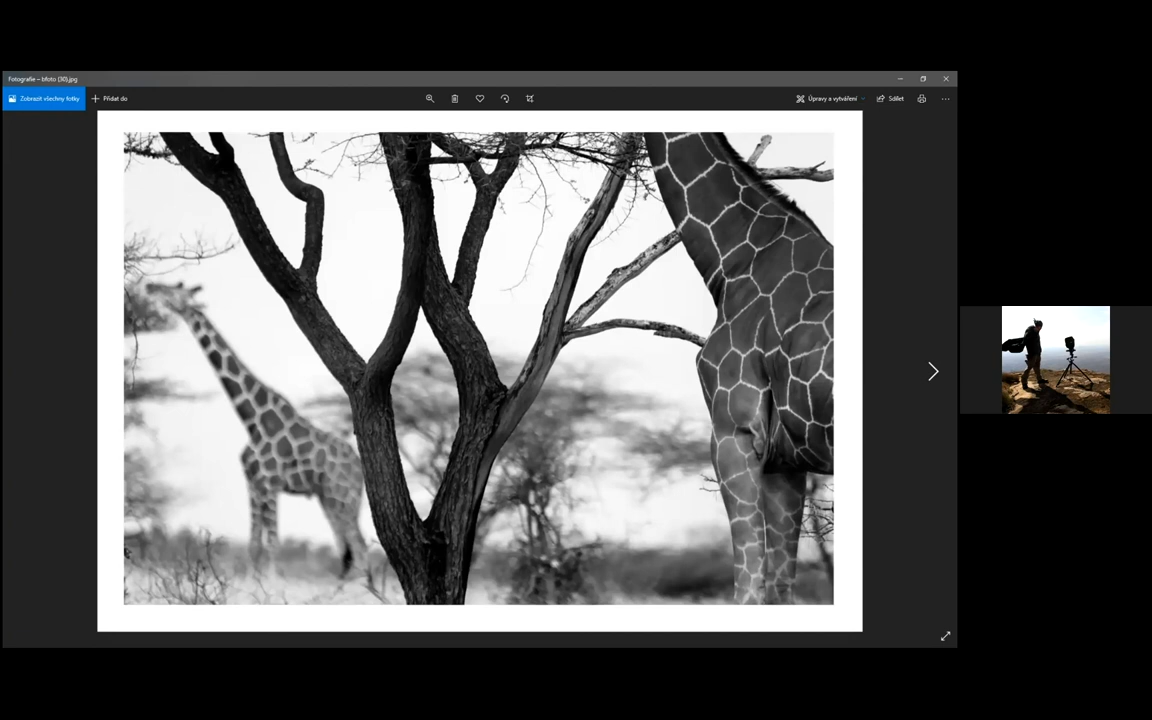 Fotografie – bfoto (30).jpg
Zobrazit všechny fotky
Přidat do
Úpravy a vytváření
Sdílet